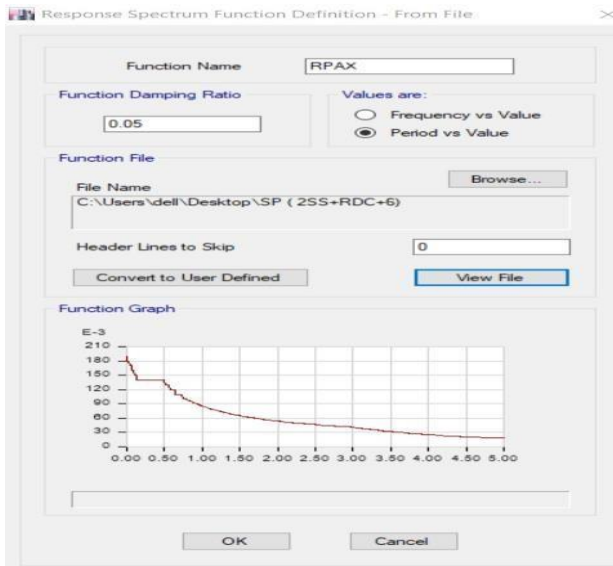 Response Spectrum Function Definition - From File
Function Name
RPAX
Function Damping Ratio
0.05
Values are:
Frequency vs Value
Period vs Value
Function File
File Name
Browse...
C:\Users\dell\Desktop\SP ( 2SS+RDC+6)
Header Lines to Skip
0
Convert to User Defined
View File
Function Graph
E-3
210
180
150
120
90
60
30
0
0.00 0.50 1.00 1.50 2.00 2.50 3.00 3.50 4.00 4.50 5.00
OK
Cancel